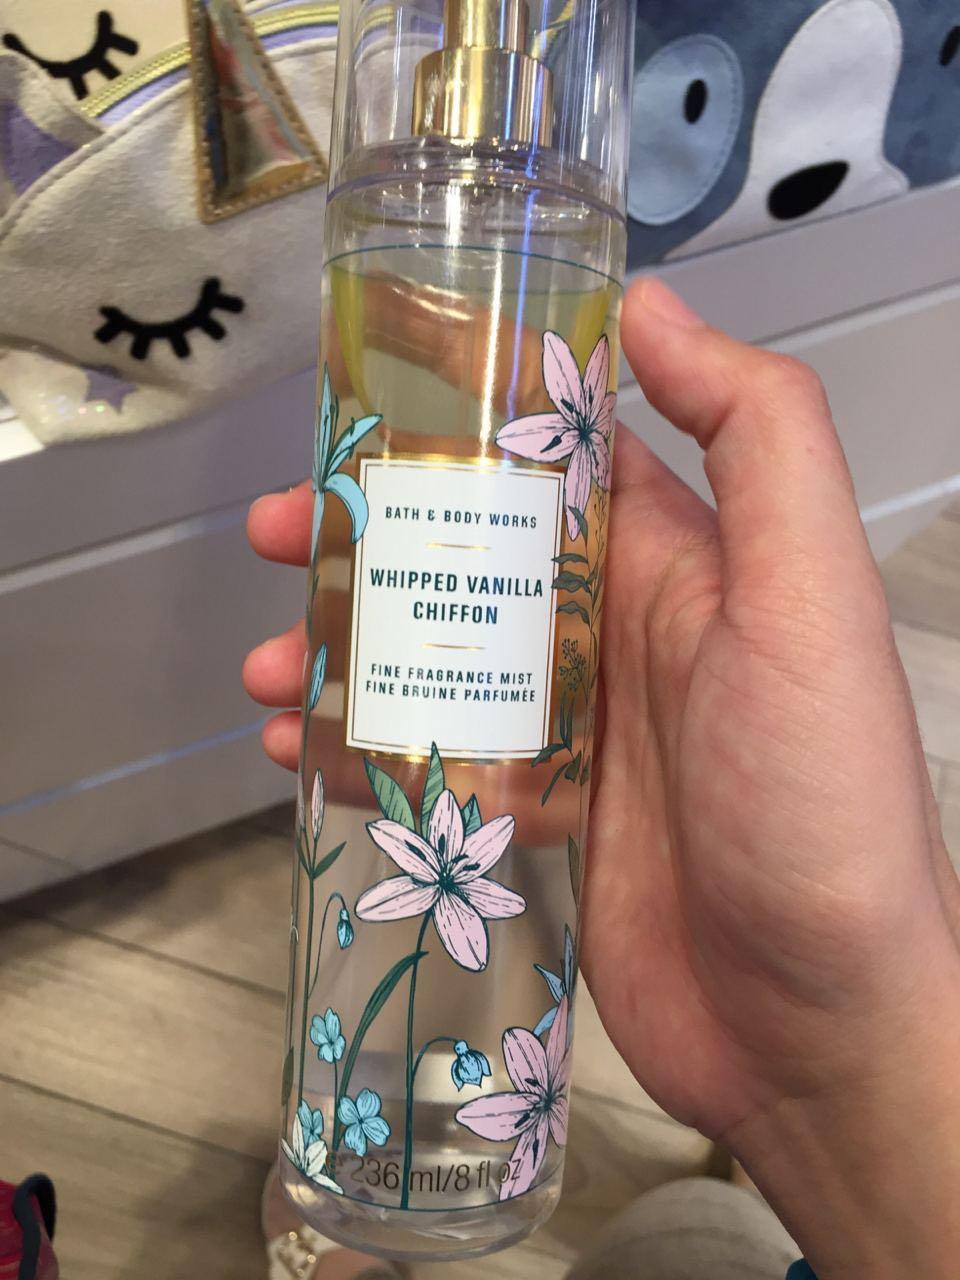 BATH & BODY WORKS
WHIPPED VANILLA
CHIFFON
FINE FRAGRANCE MIST
FINE BRUINE PARFUMÉE
236 ml/8 fl oz